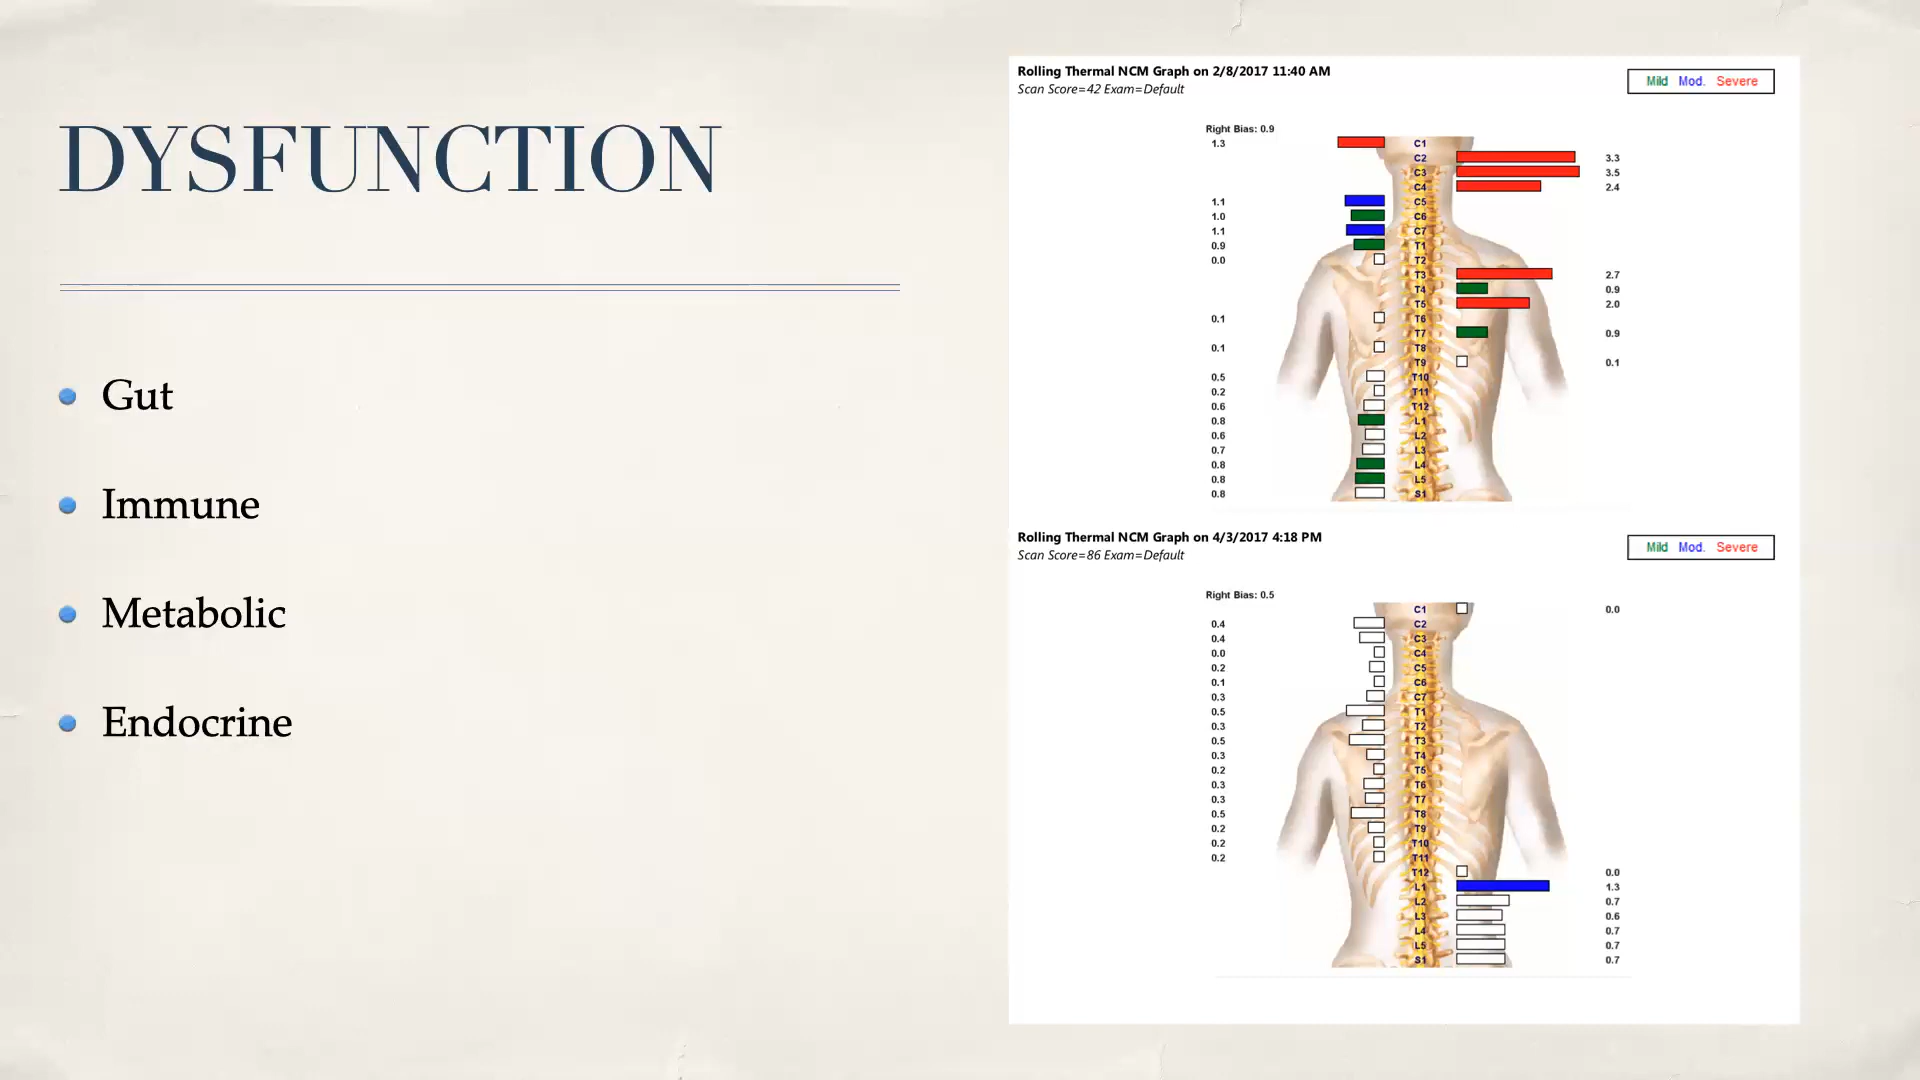 DYSFUNCTION
Gut
Immune
Metabolic
Endocrine
Rolling Thermal NCM Graph on 2/8/2017 11:40 AM
Scan Score=42 Exam=Default
Mild Mod. Severe
Right Bias: 0.9
1.3 C1
C2 3.3
C3 3.5
C4 2.4
1.1 C5
1.0 C6
1.1 C7
0.9 T1
0.0 T2
T3 2.7
T4 0.9
T5 2.0
0.1 T6
T7 0.9
0.1 T8
T9 0.1
0.5 T10
0.2 T11
0.6 T12
0.8 L1
0.6 L2
0.7 L3
0.8 L4
0.8 L5
0.8 S1
Rolling Thermal NCM Graph on 4/3/2017 4:18 PM
Scan Score=86 Exam=Default
Mild Mod. Severe
Right Bias: 0.5
C1 0.0
0.4 C2
0.4 C3
0.0 C4
0.2 C5
0.1 C6
0.3 C7
0.5 T1
0.3 T2
0.5 T3
0.3 T4
0.2 T5
0.3 T6
0.3 T7
0.5 T8
0.2 T9
0.2 T10
0.2 T11
T12 0.0
L1 1.3
L2 0.7
L3 0.6
L4 0.7
L5 0.7
S1 0.7